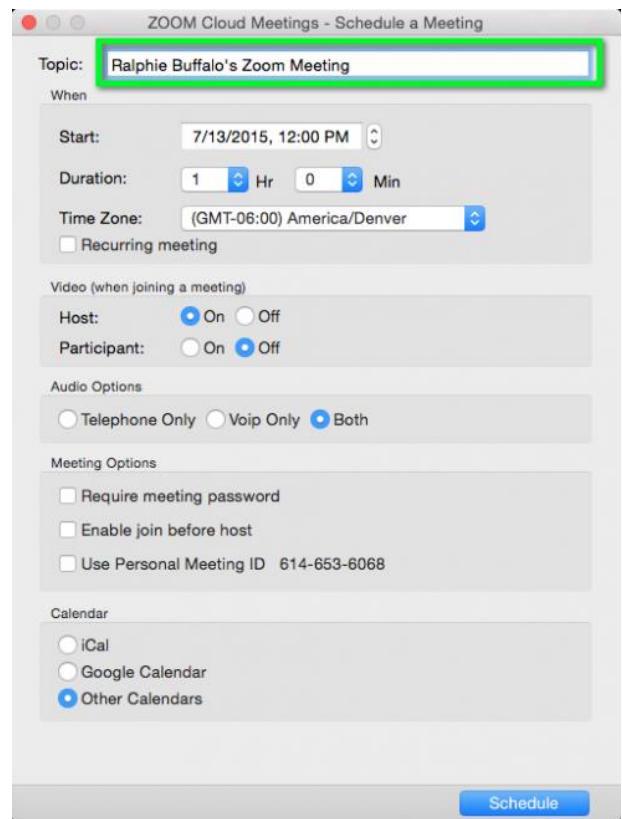 ZOOM Cloud Meetings - Schedule a Meeting
Topic: Ralphie Buffalo's Zoom Meeting
When
Start: 7/13/2015, 12:00 PM
Duration: 1 Hr 0 Min
Time Zone: (GMT-06:00) America/Denver
Recurring meeting
Video (when joining a meeting)
Host: On Off
Participant: On Off
Audio Options
Telephone Only Voip Only Both
Meeting Options
Require meeting password
Enable join before host
Use Personal Meeting ID 614-653-6068
Calendar
iCal
Google Calendar
Other Calendars
Schedule